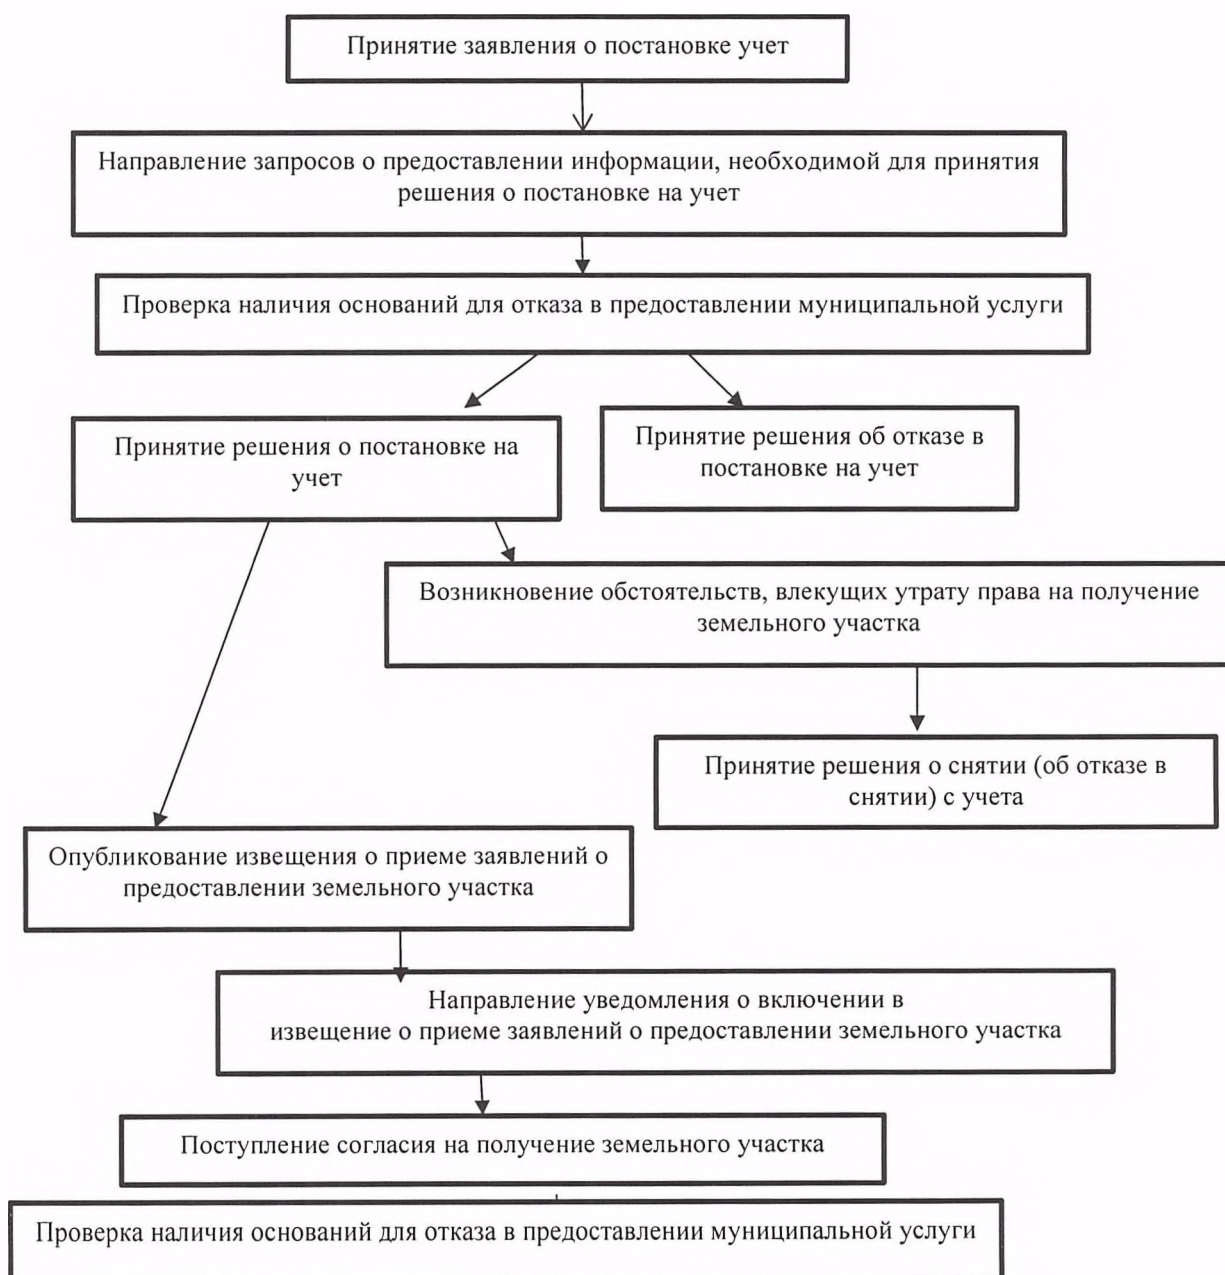 Принятие заявления о постановке учет
Направление запросов о предоставлении информации, необходимой для принятия
решения о постановке на учет
Проверка наличия оснований для отказа в предоставлении муниципальной услуги
Принятие решения о постановке на
учет
Принятие решения об отказе в
постановке на учет
Возникновение обстоятельств, влекущих утрату права на получение
земельного участка
Принятие решения о снятии (об отказе в
снятии) с учета
Опубликование извещения о приеме заявлений о
предоставлении земельного участка
Направление уведомления о включении в
извещение о приеме заявлений о предоставлении земельного участка
Поступление согласия на получение земельного участка
Проверка наличия оснований для отказа в предоставлении муниципальной услуги